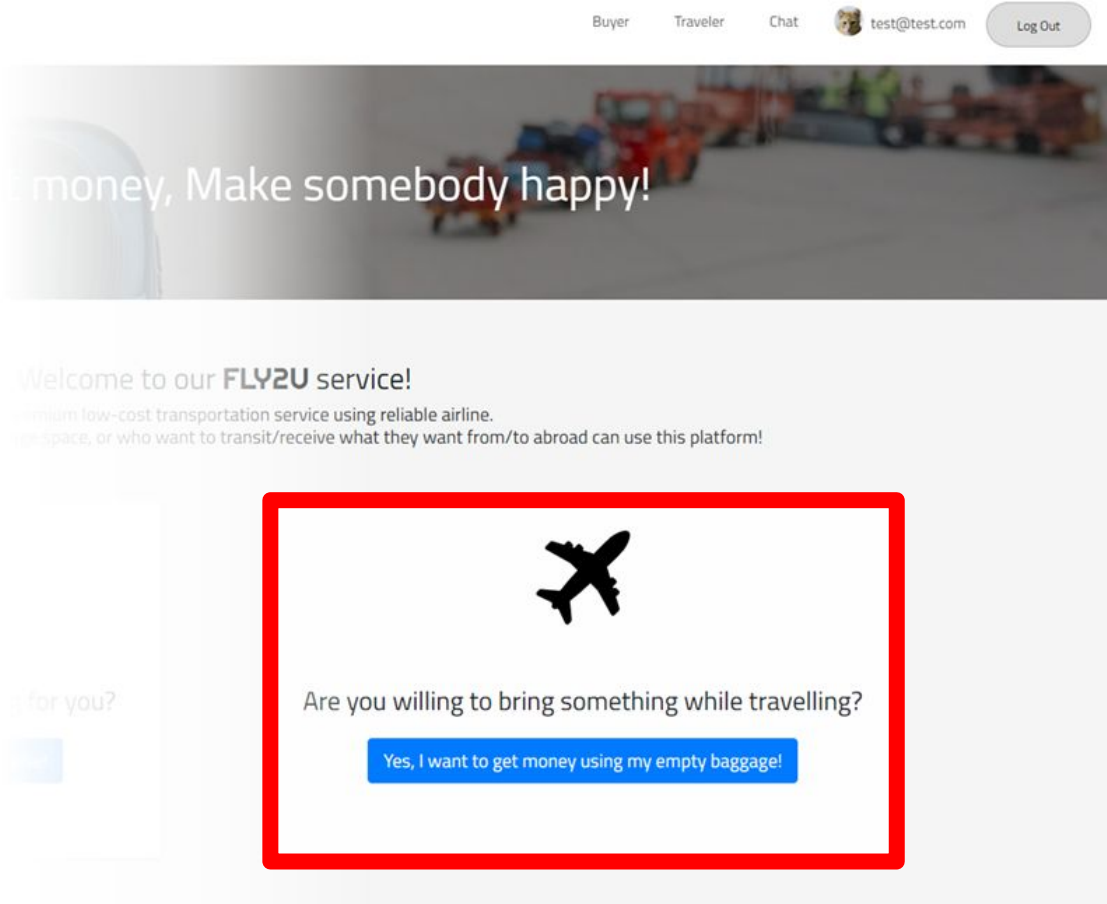 Buyer Traveler Chat test@test.com Log Out
money, Make somebody happy!
Welcome to our FLY2U service!
premium low-cost transportation service using reliable airline.
space, or who want to transit/receive what they want from/to abroad can use this platform!
for you?
Are you willing to bring something while travelling?
Yes, I want to get money using my empty baggage!